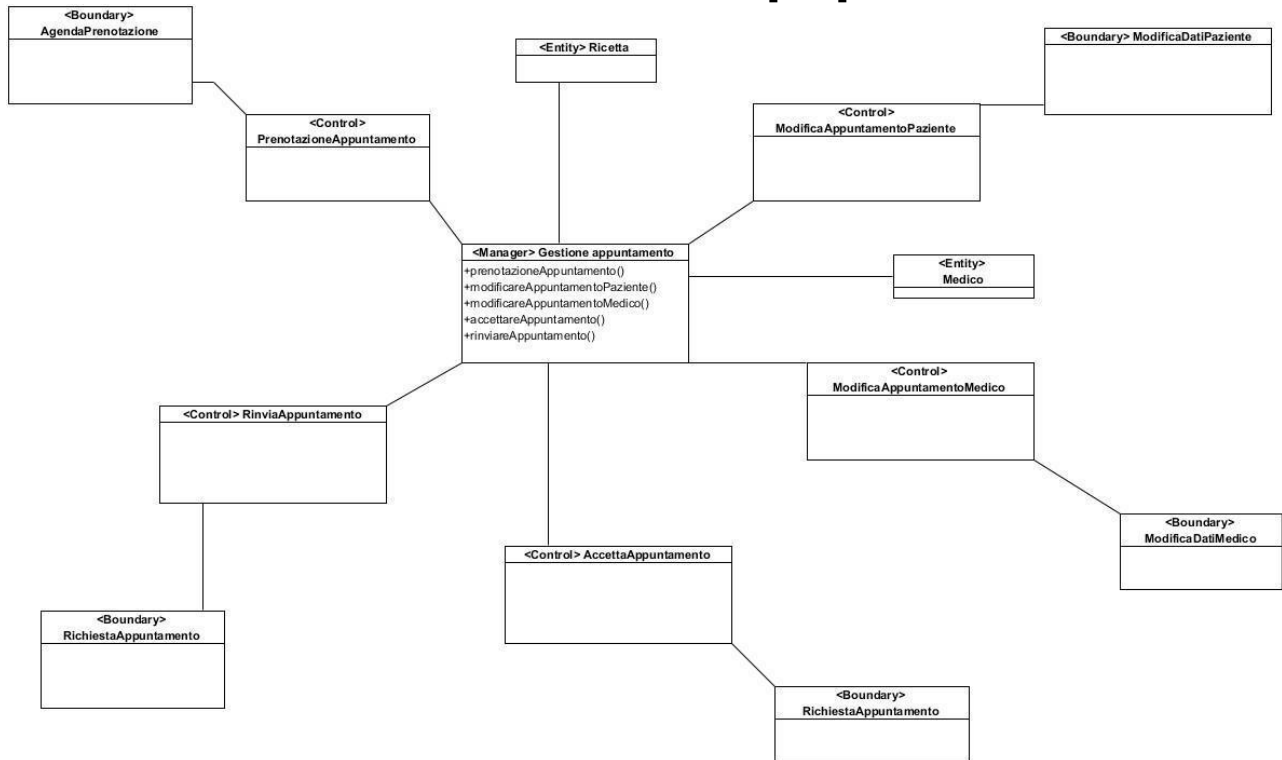 <Boundary>
AgendaPrenotazione
<Entity> Ricetta
<Boundary> ModificaDatiPaziente
<Control>
PrenotazioneAppuntamento
<Control>
ModificaAppuntamentoPaziente
<Manager> Gestione appuntamento
+prenotazioneAppuntamento()
+modificareAppuntamentoPaziente()
+modificareAppuntamentoMedico()
+accettareAppuntamento()
+rinviareAppuntamento()
<Entity>
Medico
<Control>
ModificaAppuntamentoMedico
<Control> RinviaAppuntamento
<Boundary>
ModificaDatiMedico
<Control> AccettaAppuntamento
<Boundary>
RichiestaAppuntamento
<Boundary>
RichiestaAppuntamento